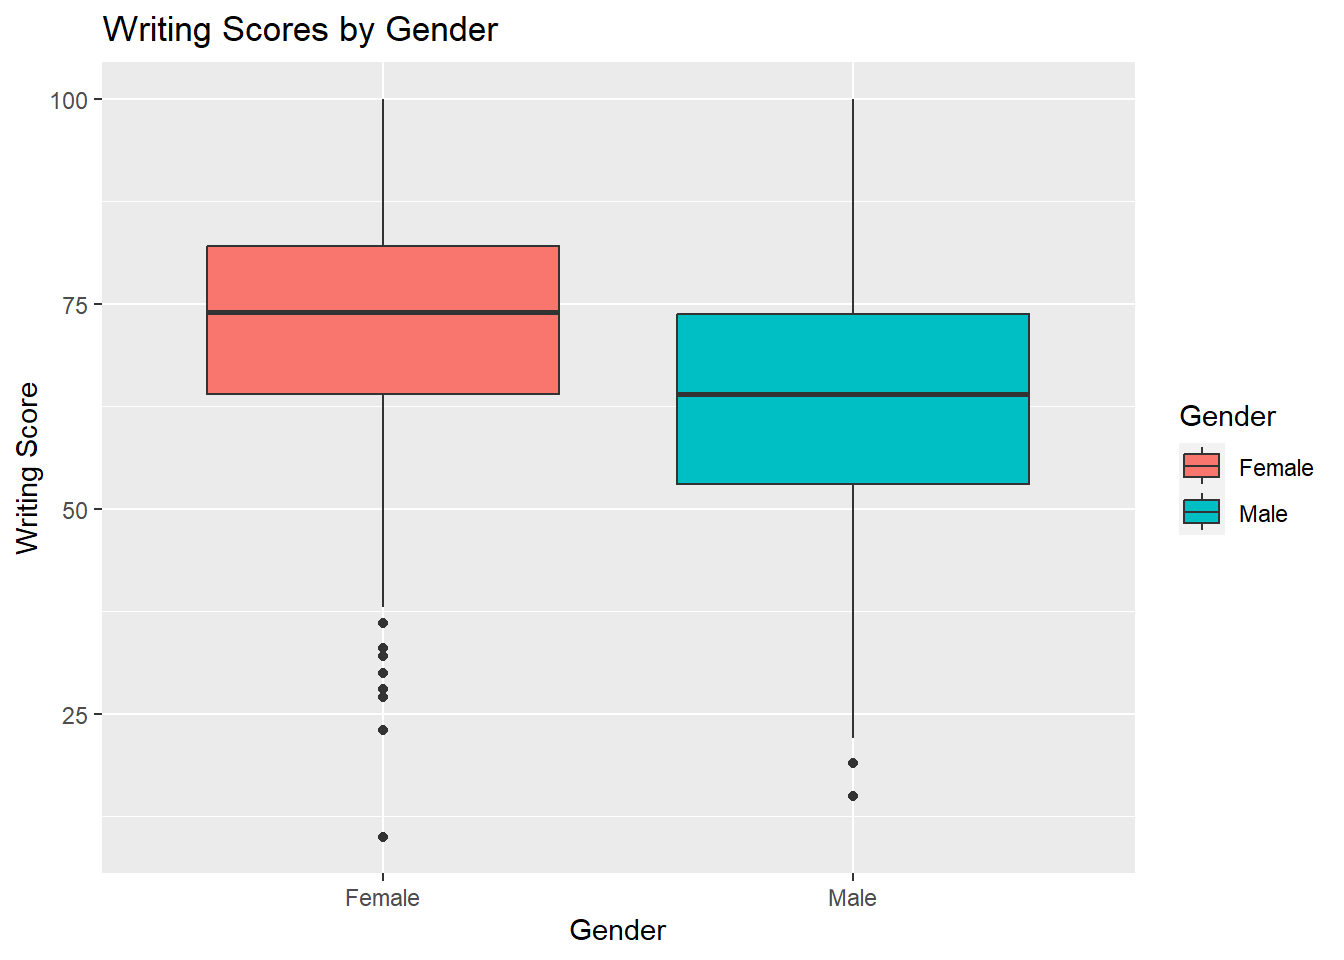 Writing Scores by Gender
100
75
50
25
Writing Score
Female
Male
Gender
Gender
Female
Male